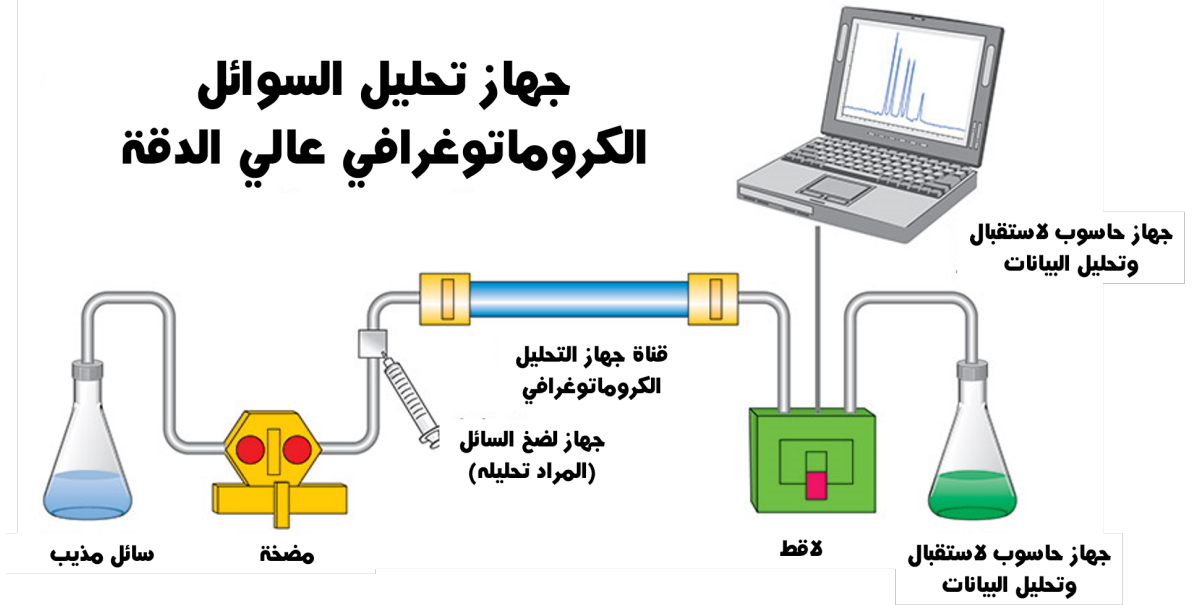 جهاز تحليل السوائل
الكروماتوغرافي عالي الدقة
جهاز حاسوب لاستقبال
وتحليل البيانات
قناة جهاز التحليل
الكروماتوغرافي
جهاز لضخ السائل
(المراد تحليله)
سائل مذيب
مضخة
لاقط
جهاز حاسوب لاستقبال
وتحليل البيانات